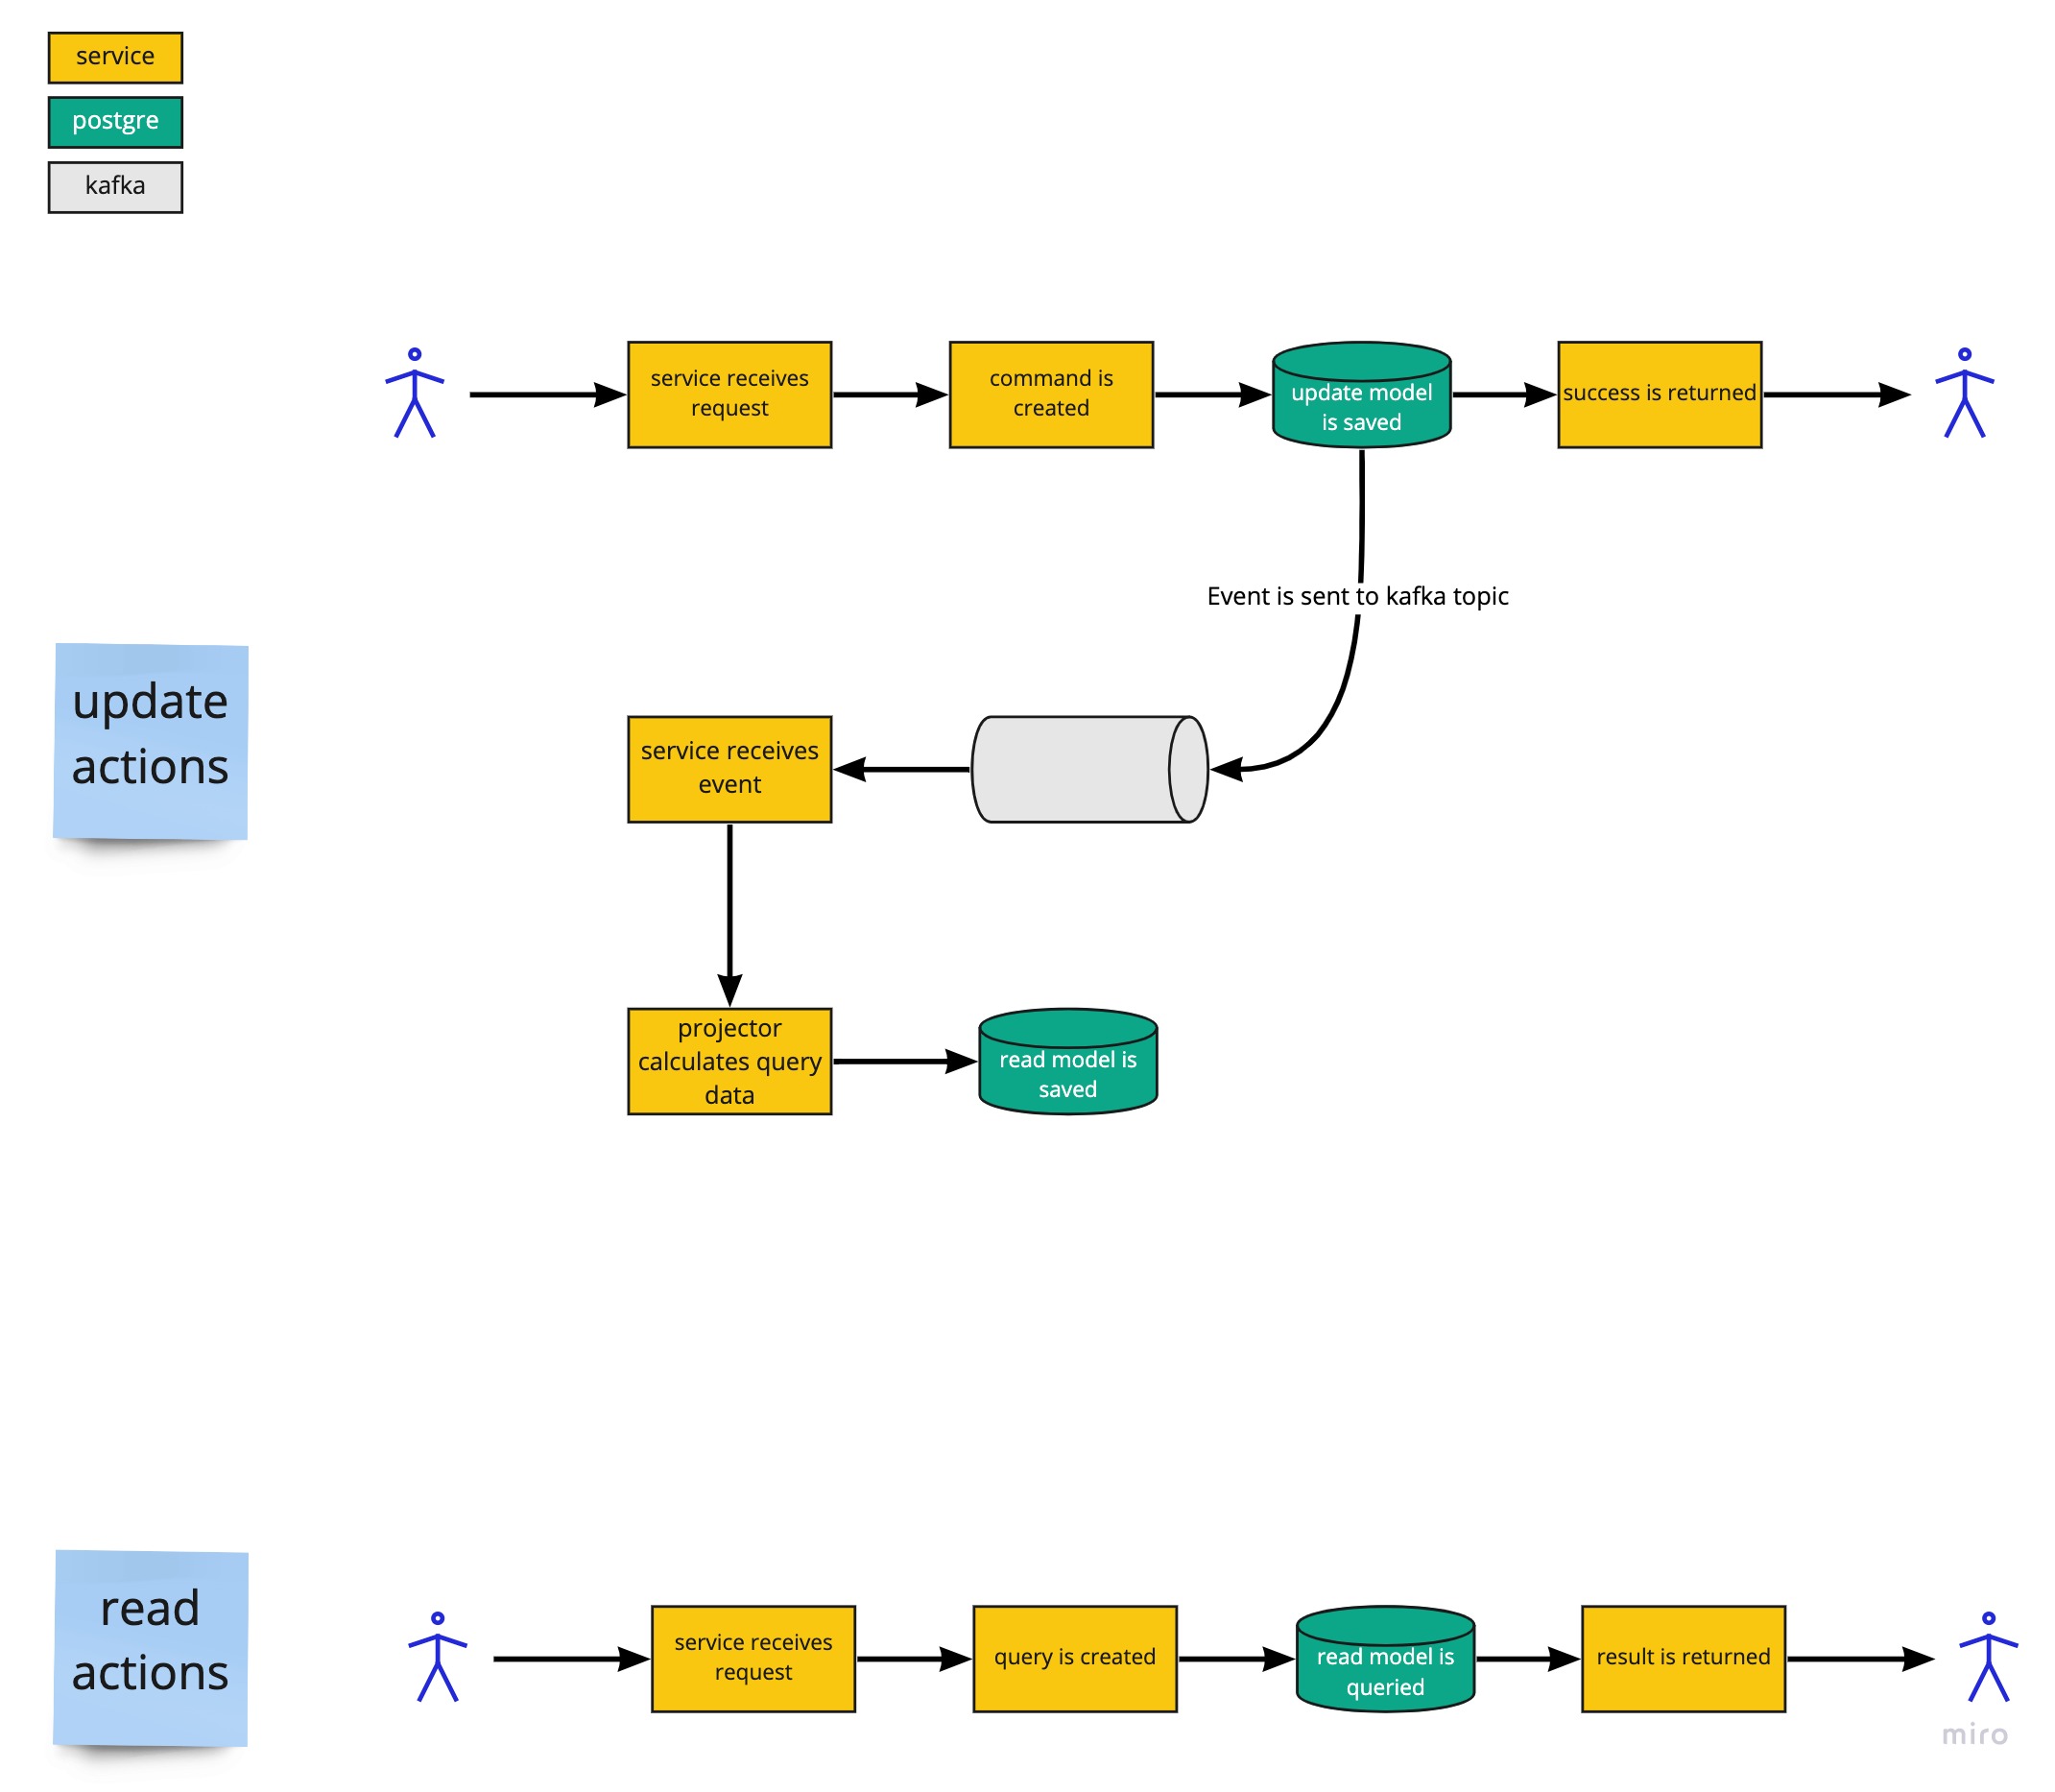 service
postgre
kafka
service receives
request
command is
created
update model
is saved
success is returned
Event is sent to kafka topic
update
actions
service receives
event
projector
calculates query
data
read model is
saved
read
actions
service receives
request
query is created
read model is
queried
result is returned
miro